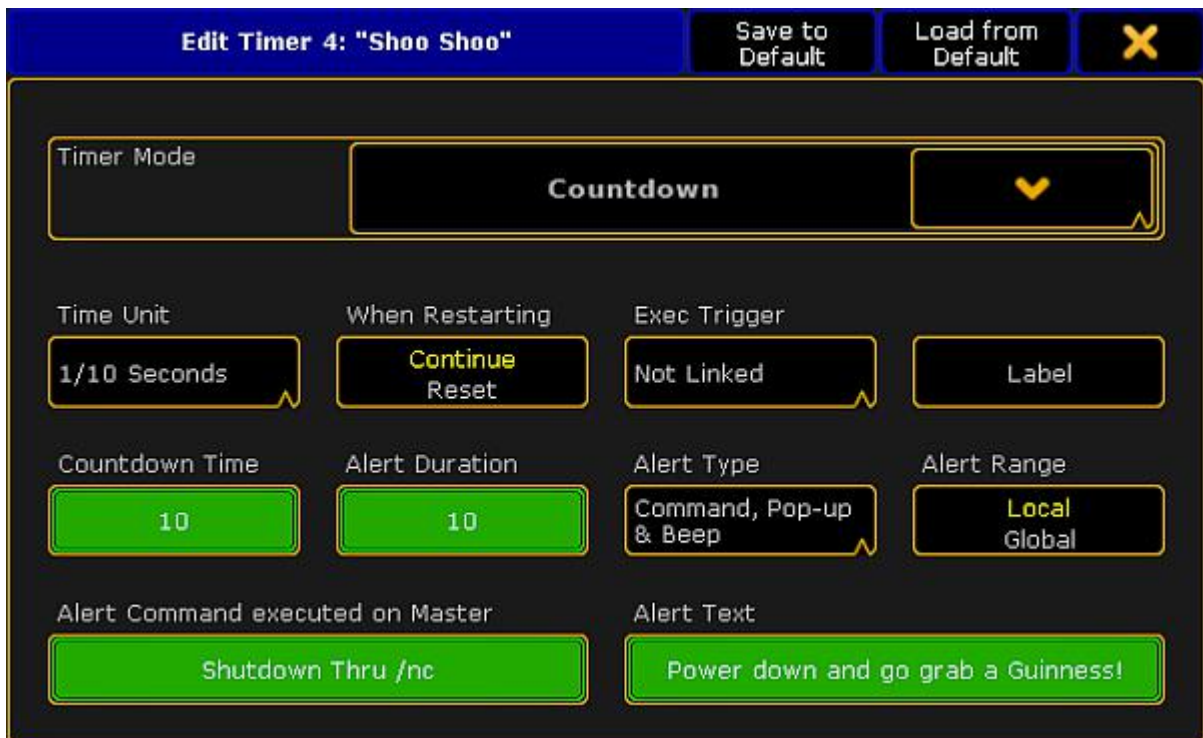 Edit Timer 4: "Shoo Shoo"
Save to
Default
Load from
Default
Timer Mode
Countdown
Time Unit
When Restarting
Exec Trigger
1/10 Seconds
Continue
Reset
Not Linked
Label
Countdown Time
Alert Duration
Alert Type
Alert Range
10
10
Command, Pop-up
& Beep
Local
Global
Alert Command executed on Master
Alert Text
Shutdown Thru /nc
Power down and go grab a Guinness!